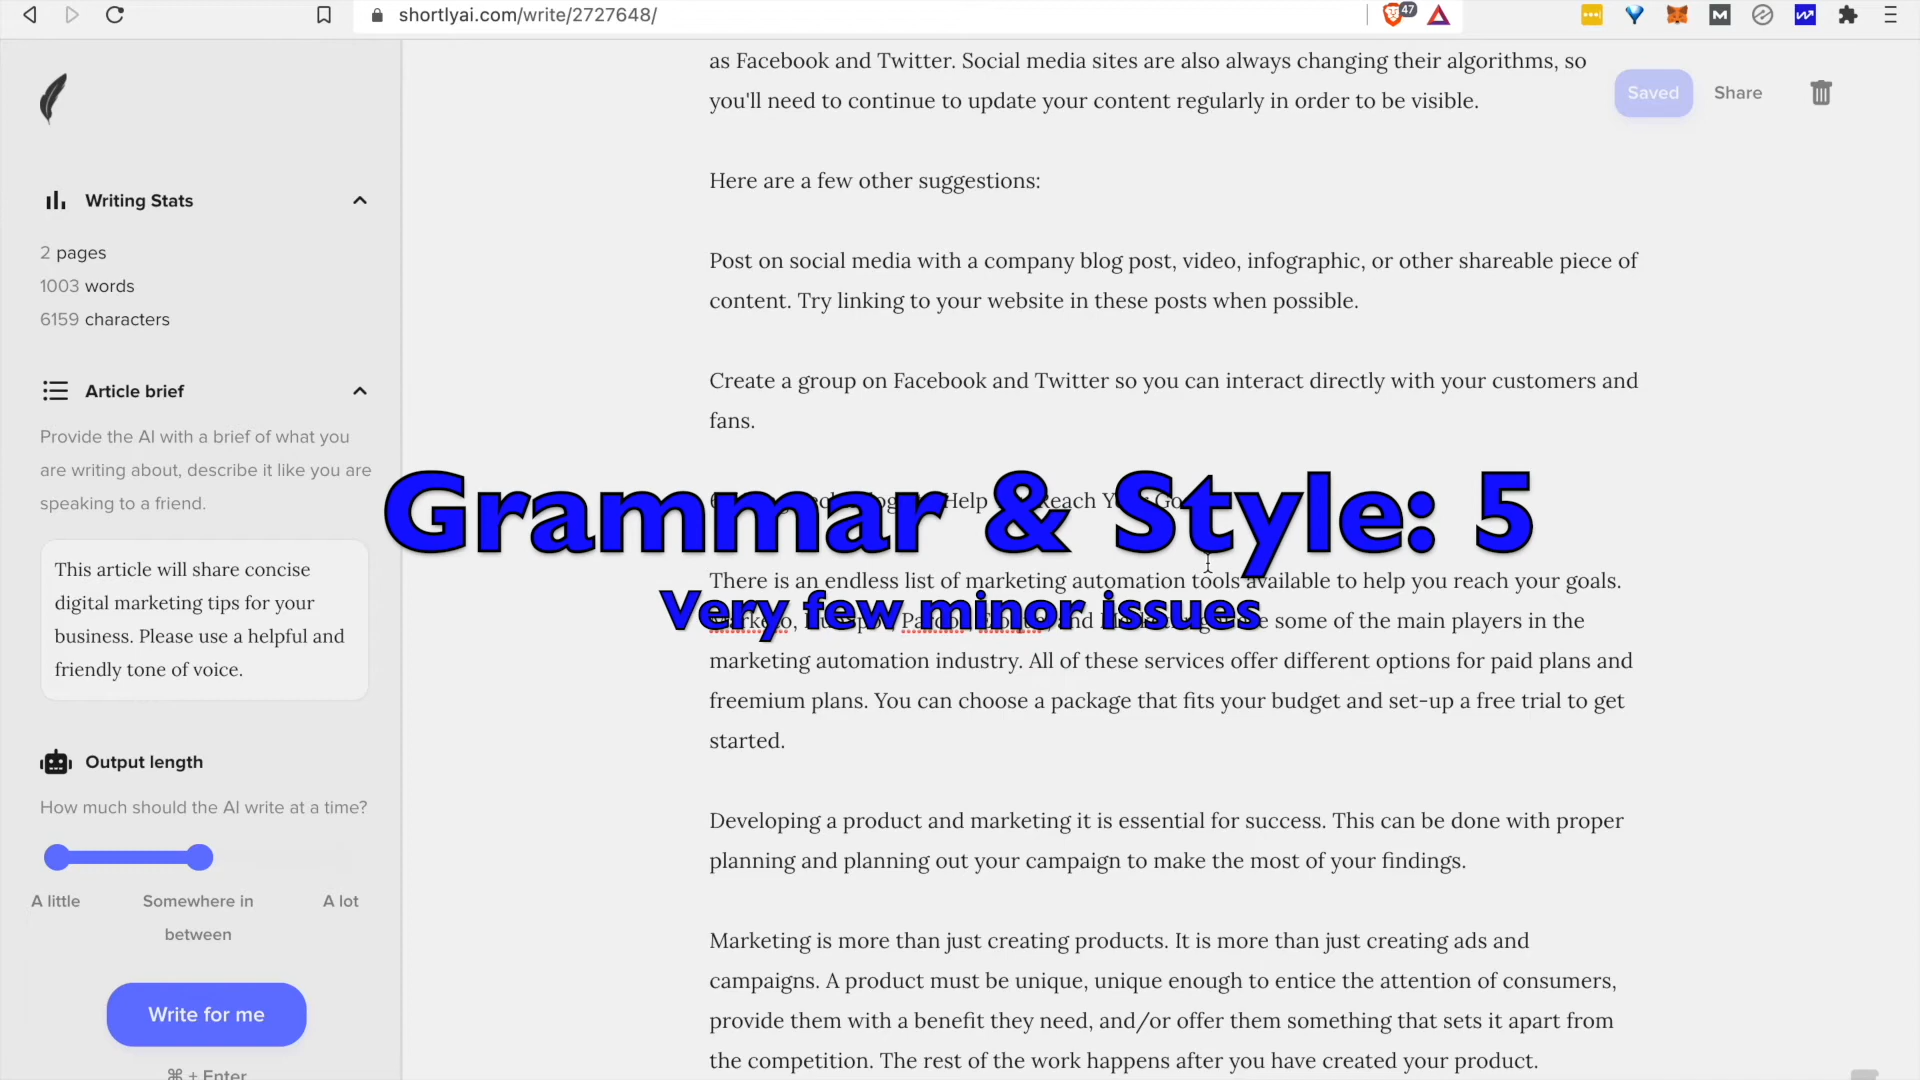 shortlyai.com/write/2727648/
47
Saved
Share
Writing Stats
2 pages
1003 words
6159 characters
Article brief
Provide the AI with a brief of what you
are writing about, describe it like you are
speaking to a friend.
This article will share concise
digital marketing tips for your
business. Please use a helpful and
friendly tone of voice.
Output length
How much should the AI write at a time?
A little
Somewhere in
between
A lot
Write for me
⌘ + Enter
as Facebook and Twitter. Social media sites are also always changing their algorithms, so
you'll need to continue to update your content regularly in order to be visible.
Here are a few other suggestions:
Post on social media with a company blog post, video, infographic, or other shareable piece of
content. Try linking to your website in these posts when possible.
Create a group on Facebook and Twitter so you can interact directly with your customers and
fans.
Help Reach
Grammar & Style: 5
There is an endless list of marketing automation tools available to help you reach your goals.
Very few minor issues
and some of the main players in the
marketing automation industry. All of these services offer different options for paid plans and
freemium plans. You can choose a package that fits your budget and set-up a free trial to get
started.
Developing a product and marketing it is essential for success. This can be done with proper
planning and planning out your campaign to make the most of your findings.
Marketing is more than just creating products. It is more than just creating ads and
campaigns. A product must be unique, unique enough to entice the attention of consumers,
provide them with a benefit they need, and/or offer them something that sets it apart from
the competition. The rest of the work happens after you have created your product.